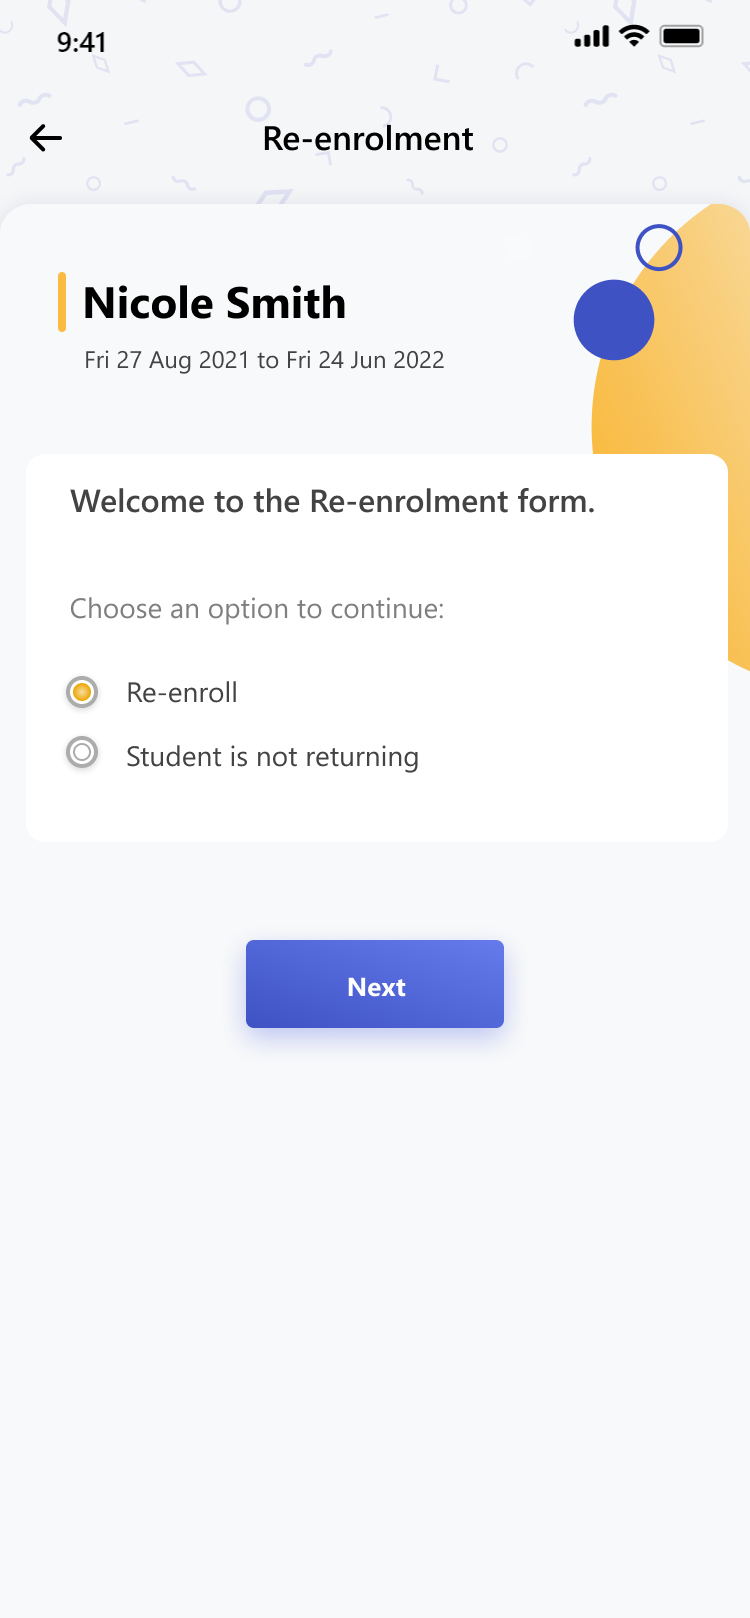 9:41
Re-enrolment
Nicole Smith
Fri 27 Aug 2021 to Fri 24 Jun 2022
Welcome to the Re-enrolment form.
Choose an option to continue:
Re-enroll
Student is not returning
Next